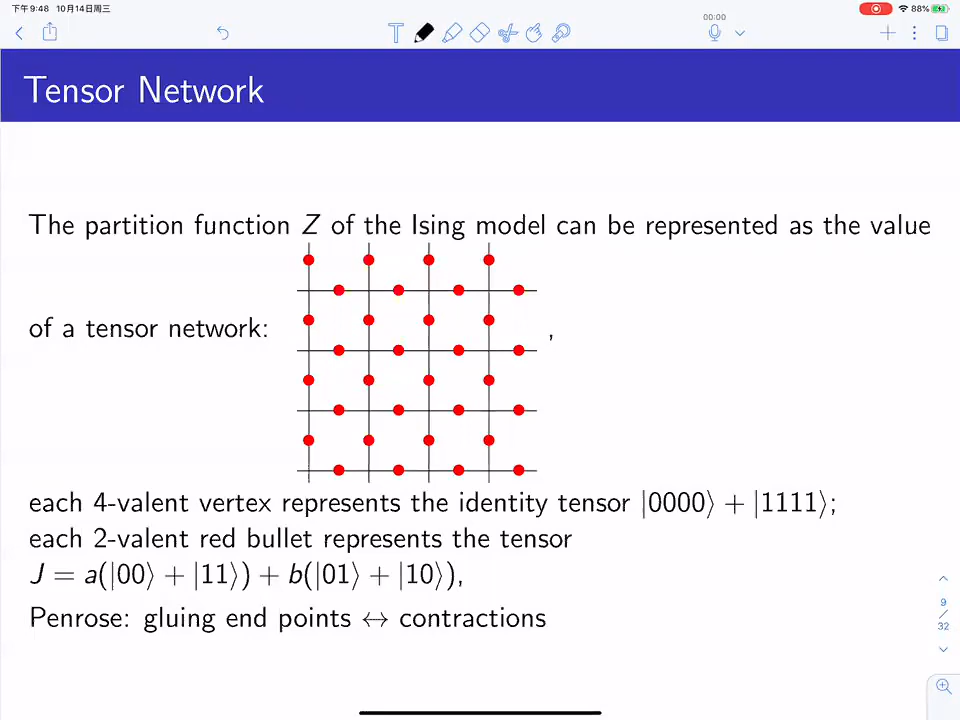 下午9:48 10月14日周三
88%
00:00
Tensor Network
The partition function Z of the Ising model can be represented as the value
of a tensor network: ,
each 4-valent vertex represents the identity tensor |0000⟩ + |1111⟩;
each 2-valent red bullet represents the tensor
J = a(|00⟩ + |11⟩) + b(|01⟩ + |10⟩),
Penrose: gluing end points ↔ contractions
9
/
32